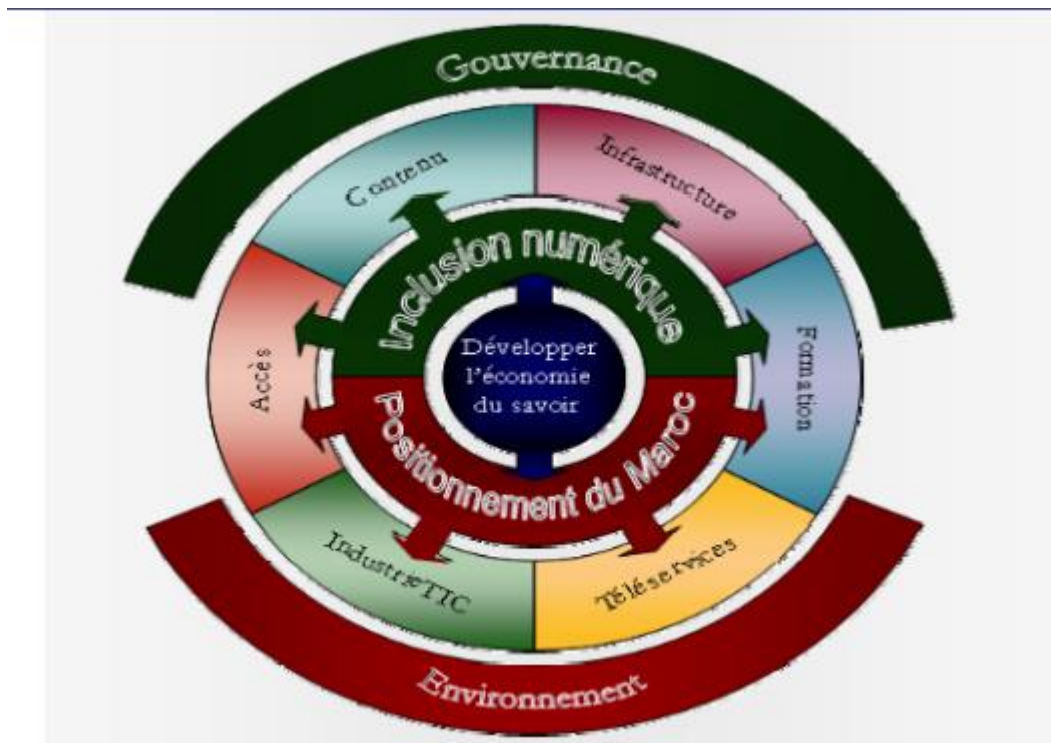 Gouvernance
Contenu
Infrastructure
Inclusion numérique
Accès
Développer
l'économie
du savoir
Formation
Positionnement du Maroc
IndustrieTIC
Téléservices
Environnement